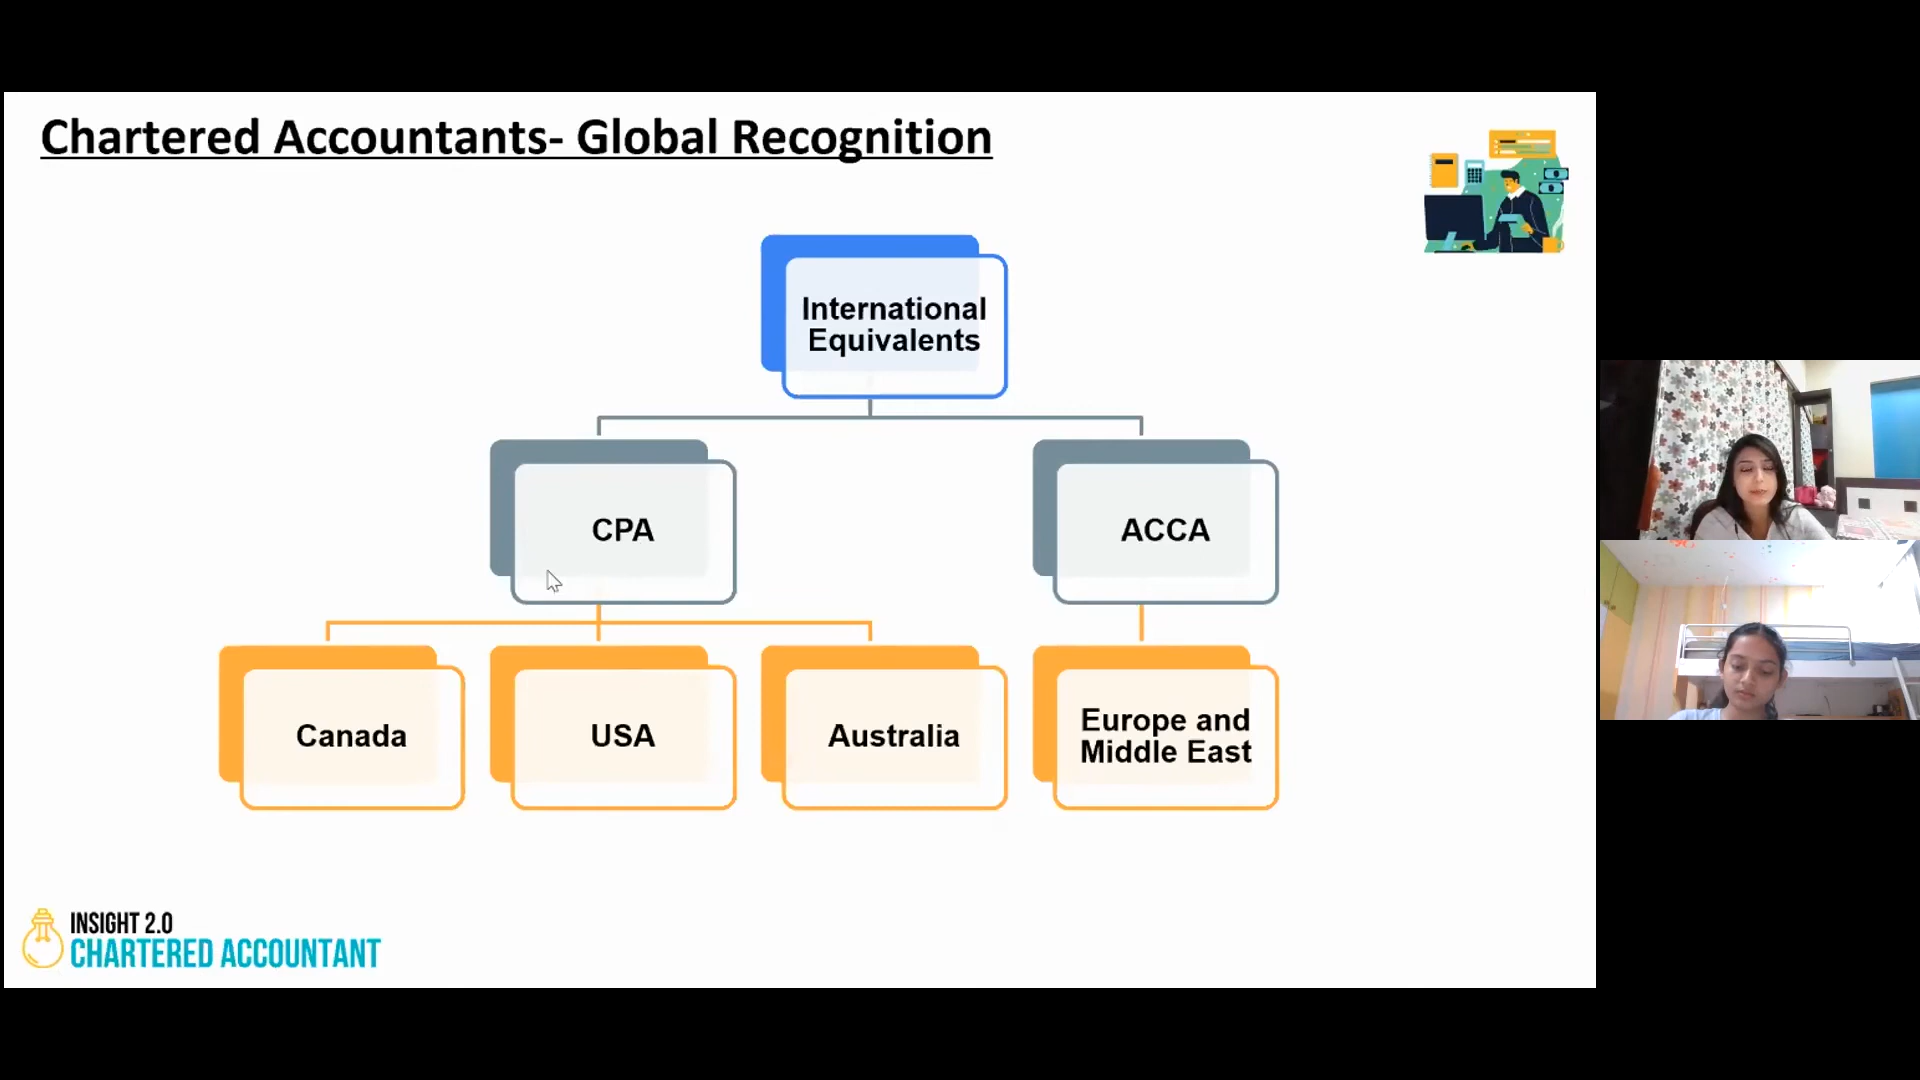 Chartered Accountants- Global Recognition
International
Equivalents
CPA
ACCA
Canada
USA
Australia
Europe and
Middle East
INSIGHT 2.0
CHARTERED ACCOUNTANT